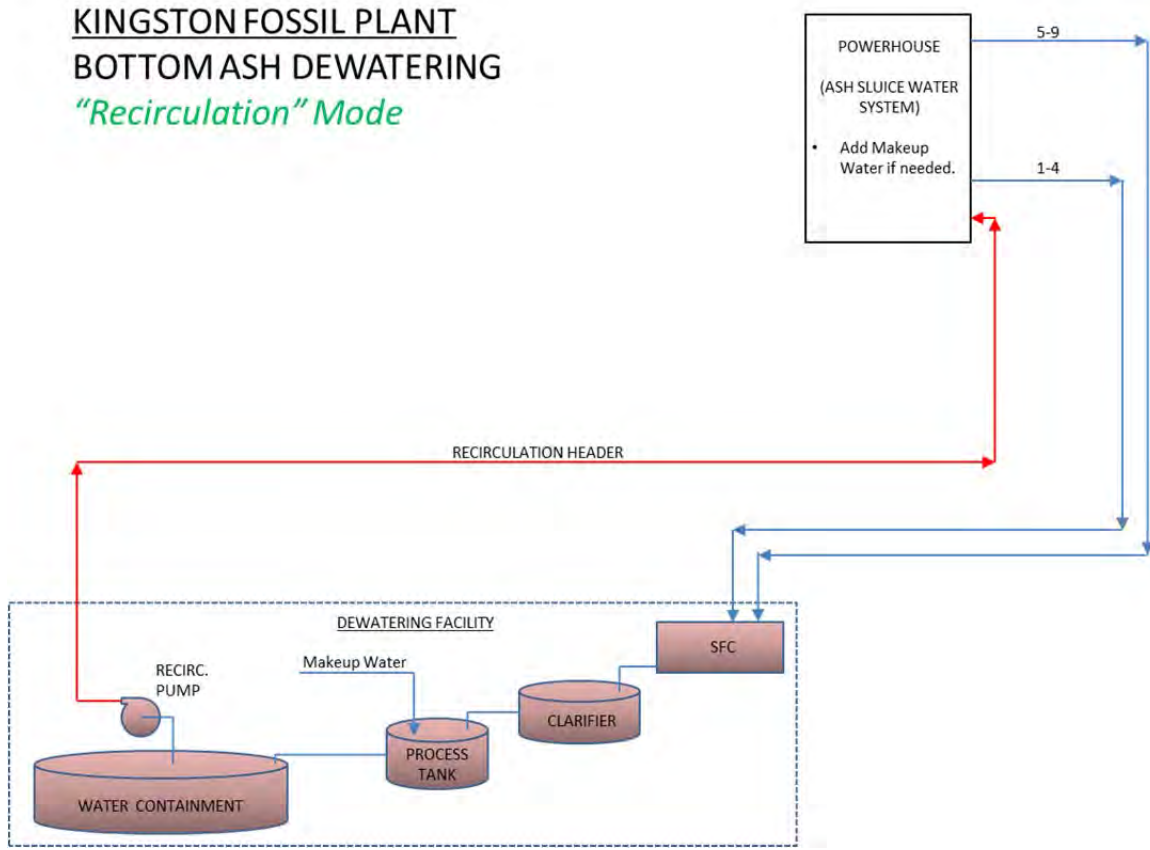 KINGSTON FOSSIL PLANT
BOTTOM ASH DEWATERING
“Recirculation” Mode
POWERHOUSE
(ASH SLUICE WATER
SYSTEM)
• Add Makeup
Water if needed.
5-9
1-4
RECIRCULATION HEADER
DEWATERING FACILITY
RECIRC.
PUMP
Makeup Water
SFC
CLARIFIER
PROCESS
TANK
WATER CONTAINMENT